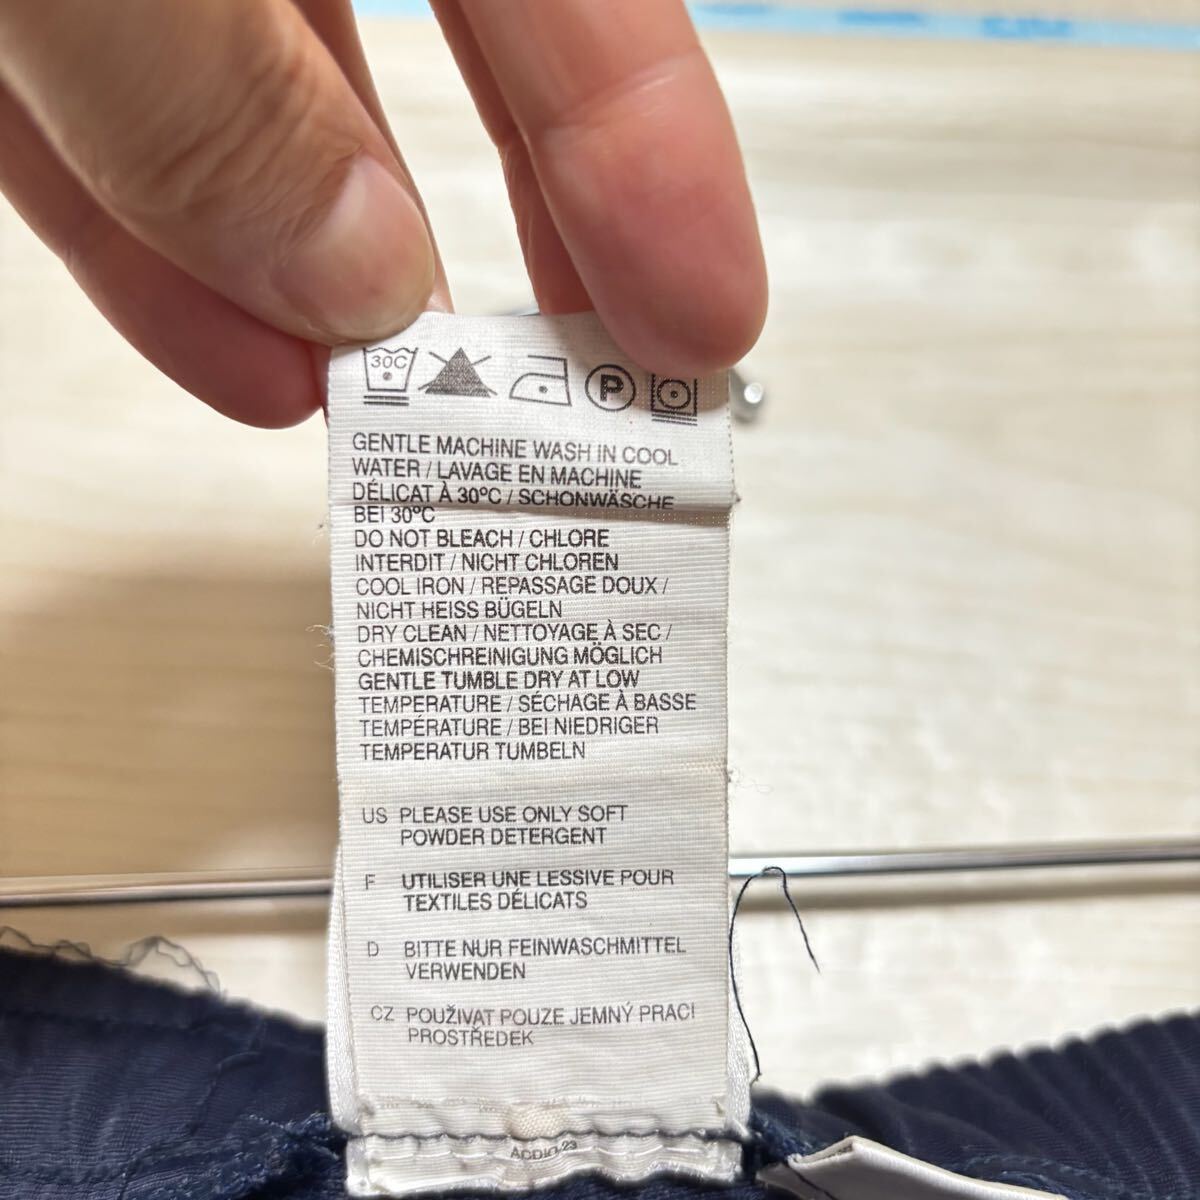 30C
P
GENTLE MACHINE WASH IN COOL
WATER / LAVAGE EN MACHINE
DÉLICAT À 30°C / SCHONWÄSCHE
BEI 30°C
DO NOT BLEACH / CHLORE
INTERDIT / NICHT CHLOREN
COOL IRON / REPASSAGE DOUX /
NICHT HEISS BÜGELN
DRY CLEAN / NETTOYAGE À SEC /
CHEMISCHREINIGUNG MÖGLICH
GENTLE TUMBLE DRY AT LOW
TEMPERATURE / SÉCHAGE À BASSE
TEMPÉRATURE / BEI NIEDRIGER
TEMPERATUR TUMBELN
US PLEASE USE ONLY SOFT
POWDER DETERGENT
F UTILISER UNE LESSIVE POUR
TEXTILES DÉLICATS
D BITTE NUR FEINWASCHMITTEL
VERWENDEN
CZ POUŽIVAT POUZE JEMNÝ PRACI
PROSTŘEDEK